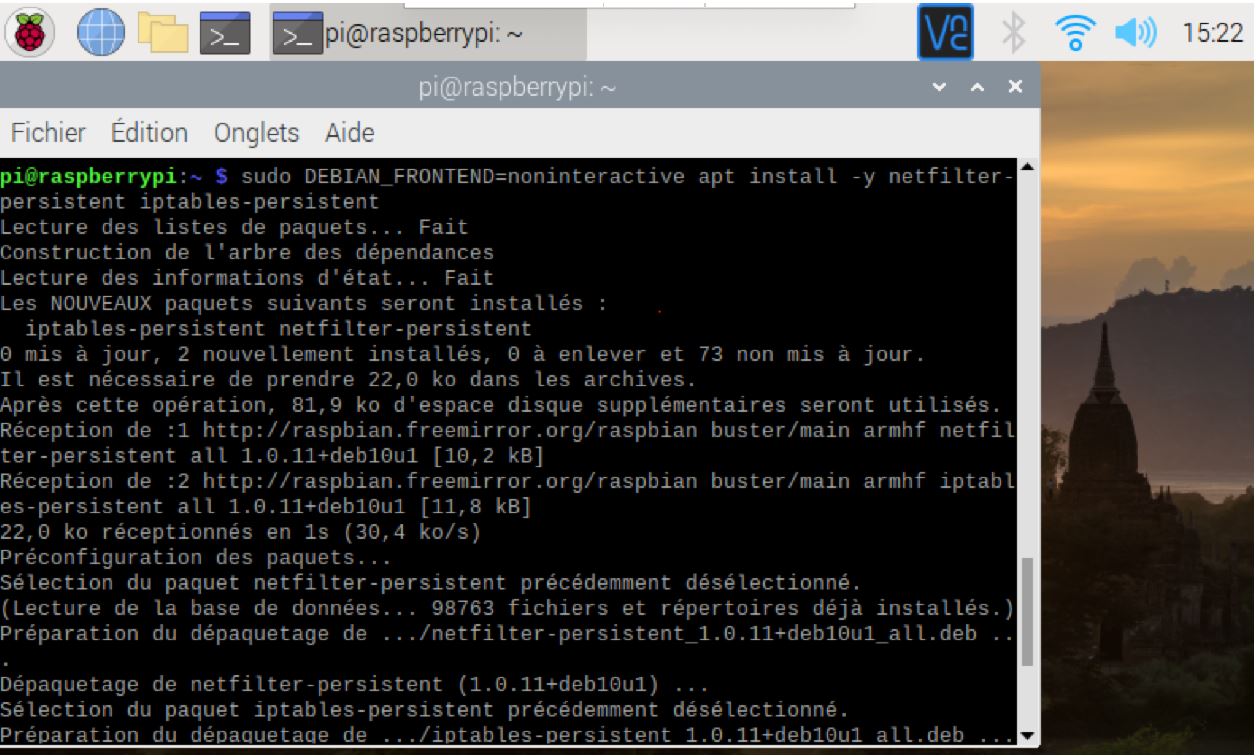 pi@raspberrypi: ~
15:22
pi@raspberrypi: ~
Fichier Édition Onglets Aide
pi@raspberrypi:~ $ sudo DEBIAN_FRONTEND=noninteractive apt install -y netfilter-
persistent iptables-persistent
Lecture des listes de paquets... Fait
Construction de l'arbre des dépendances
Lecture des informations d'état... Fait
Les NOUVEAUX paquets suivants seront installés :
iptables-persistent netfilter-persistent
0 mis à jour, 2 nouvellement installés, 0 à enlever et 73 non mis à jour.
Il est nécessaire de prendre 22,0 ko dans les archives.
Après cette opération, 81,9 ko d'espace disque supplémentaires seront utilisés.
Réception de :1 http://raspbian.freemirror.org/raspbian buster/main armhf netfil
ter-persistent all 1.0.11+deb10u1 [10,2 kB]
Réception de :2 http://raspbian.freemirror.org/raspbian buster/main armhf iptabl
es-persistent all 1.0.11+deb10u1 [11,8 kB]
22,0 ko réceptionnés en 1s (30,4 ko/s)
Préconfiguration des paquets...
Sélection du paquet netfilter-persistent précédemment désélectionné.
(Lecture de la base de données... 98763 fichiers et répertoires déjà installés.)
Préparation du dépaquetage de .../netfilter-persistent_1.0.11+deb10u1_all.deb ..
.
Dépaquetage de netfilter-persistent (1.0.11+deb10u1) ...
Sélection du paquet iptables-persistent précédemment désélectionné.
Préparation du dépaquetage de .../iptables-persistent_1.0.11+deb10u1_all.deb ...